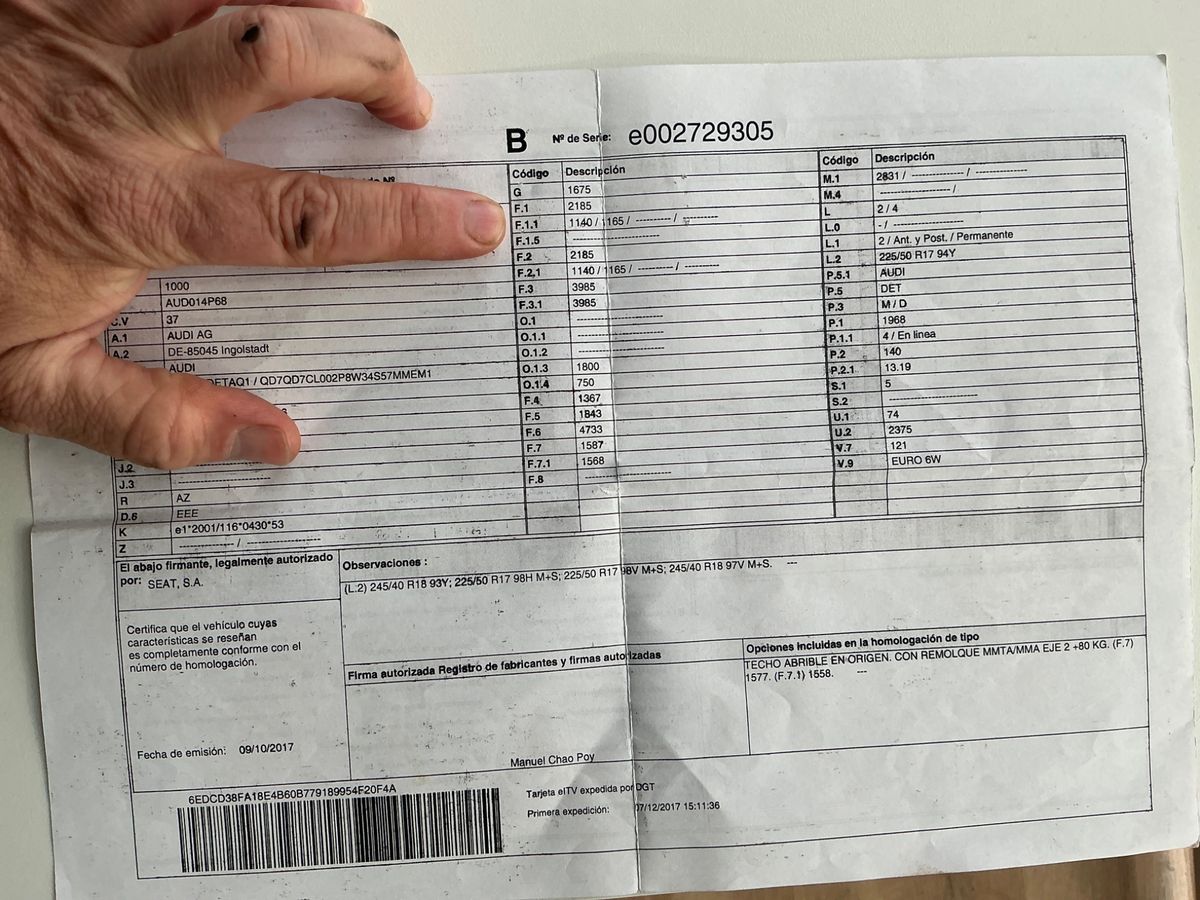 B Nº de Serie: e002729305
Nº
1000
AUD014P68
C.V 37
A.1 AUDI AG
A.2 DE-85045 Ingolstadt
AUDI
DETAQ1 / QD7QD7CL002P8W34S57MMEM1
J.2 --------------------
J.3 --------------------
R AZ
D.6 EEE
K e1*2001/116*0430*53
Z ------------ / ----------------
Código Descripción
G 1675
F.1 2185
F.1.1 1140 / 1165 / --------- / ---------
F.1.5 --------------------
F.2 2185
F.2,1 1140 / 1165 / --------- / ---------
F.3 3985
F.3.1 3985
O.1 --------------------
O.1.1 --------------------
O.1.2 --------------------
O.1.3 1800
O.1.4 750
F.4 1367
F.5 1843
F.6 4733
F.7 1587
F.7.1 1568
F.8 --------------------
Código Descripción
M.1 2831 / ------------- / -------------
M.4 ------------------ /
L 2 / 4
L.0 - / ------------------
L.1 2 / Ant. y Post. / Permanente
L.2 225/50 R17 94Y
P.5.1 AUDI
P.5 DET
P.3 M / D
P.1 1968
P.1.1 4 / En linea
P.2 140
P.2.1 13.19
S.1 5
S.2 --------------------
U.1 74
U.2 2375
V.7 121
V.9 EURO 6W
El abajo firmante, legalmente autorizado
por: SEAT, S.A.
Certifica que el vehículo cuyas
características se reseñan
es completamente conforme con el
número de homologación.
Fecha de emisión: 09/10/2017
Observaciones :
(L.2) 245/40 R18 93Y; 225/50 R17 98H M+S; 225/50 R17 98V M+S; 245/40 R18 97V M+S. ---
Firma autorizada Registro de fabricantes y firmas autorizadas
Manuel Chao Poy
Opciones incluidas en la homologación de tipo
TECHO ABRIBLE EN ORIGEN. CON REMOLQUE MMTA/MMA EJE 2 +80 KG. (F.7)
1577. (F.7.1) 1558. ---
6EDCD38FA18E4B60B779189954F20F4A
Tarjeta eITV expedida por DGT
Primera expedición: 07/12/2017 15:11:36